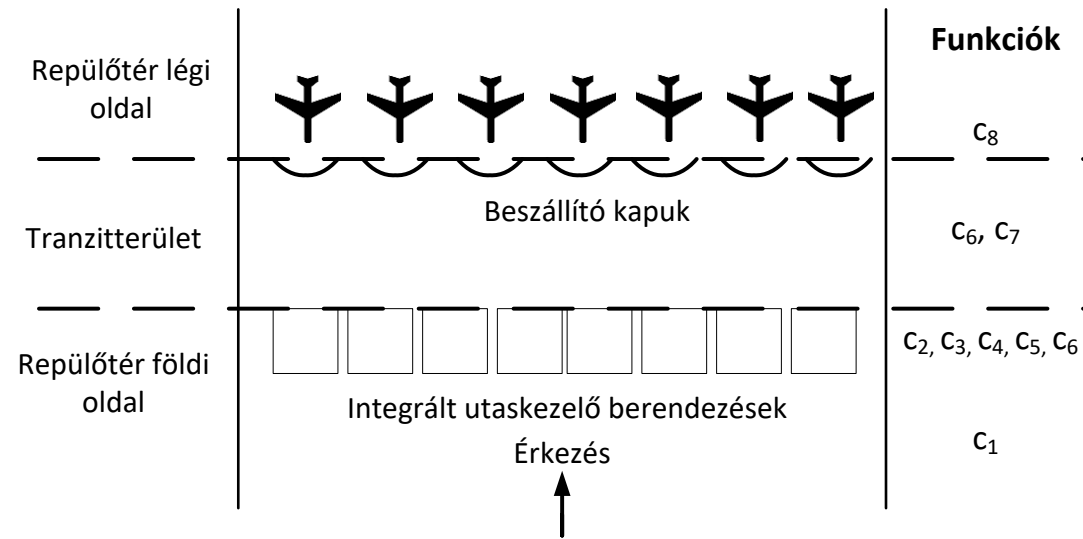 Funkciók
Repülőtér légi
oldal
c8
Beszállító kapuk
Tranzitterület
c6, c7
c2, c3, c4, c5, c6
Repülőtér földi
oldal
Integrált utaskezelő berendezések
Érkezés
c1